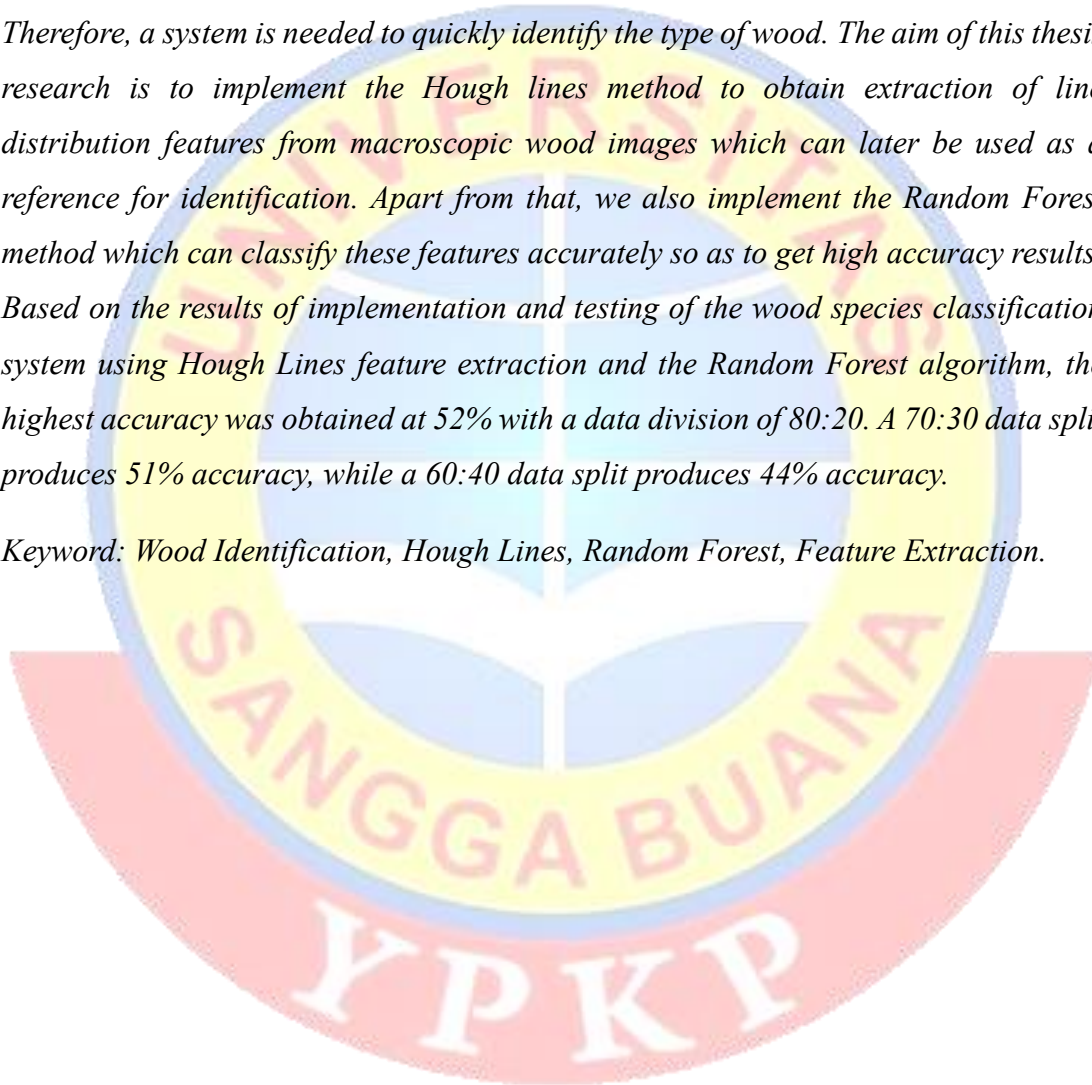 Therefore, a system is needed to quickly identify the type of wood. The aim of this thesi
research is to implement the Hough lines method to obtain extraction of line
distribution features from macroscopic wood images which can later be used as a
reference for identification. Apart from that, we also implement the Random Fores
method which can classify these features accurately so as to get high accuracy results
Based on the results of implementation and testing of the wood species classification
system using Hough Lines feature extraction and the Random Forest algorithm, the
highest accuracy was obtained at 52% with a data division of 80:20. A 70:30 data spli
produces 51% accuracy, while a 60:40 data split produces 44% accuracy.
Keyword: Wood Identification, Hough Lines, Random Forest, Feature Extraction.
UNIVERSITAS
SANGGA BUANA
YPKP